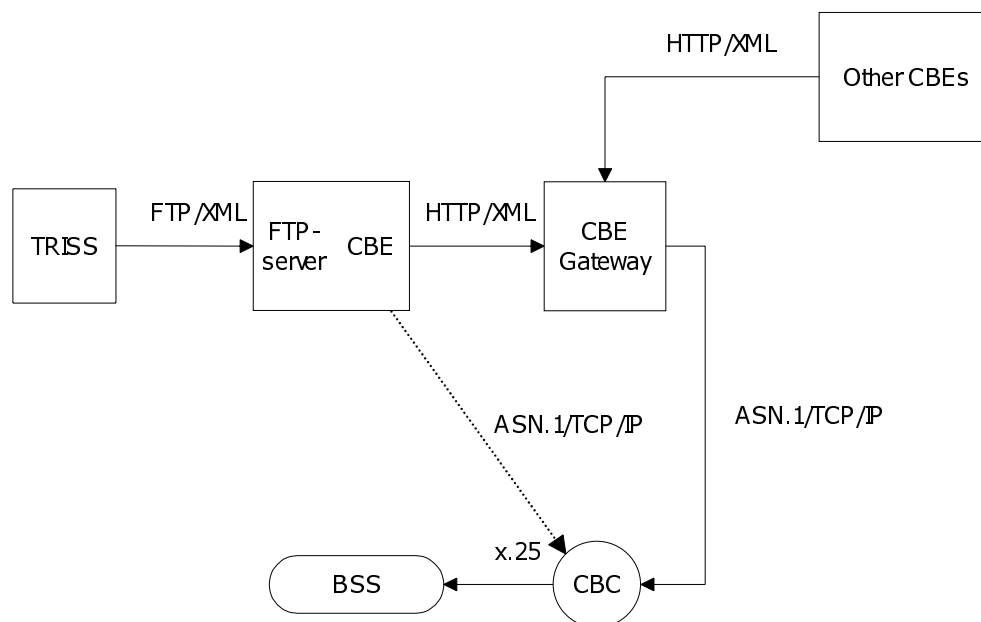 HTTP/XML
Other CBEs
FTP/XML
HTTP/XML
TRISS
FTP-
server
CBE
CBE
Gateway
ASN.1/TCP/IP
ASN.1/TCP/IP
x.25
BSS
CBC